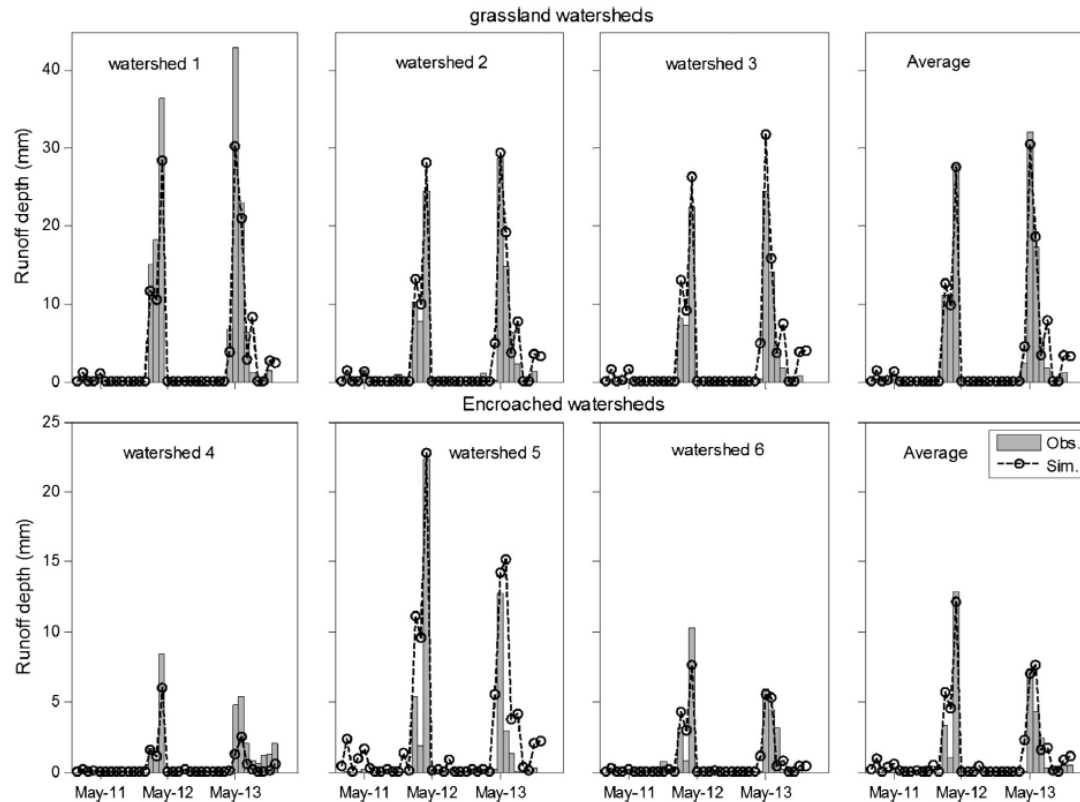 grassland watersheds
watershed 1
watershed 2
watershed 3
Average
Runoff depth (mm)
40
30
20
10
0
Encroached watersheds
watershed 4
watershed 5
watershed 6
Average
Obs.
Sim.
Runoff depth (mm)
25
20
15
10
5
0
May-11 May-12 May-13 May-11 May-12 May-13 May-11 May-12 May-13 May-11 May-12 May-13